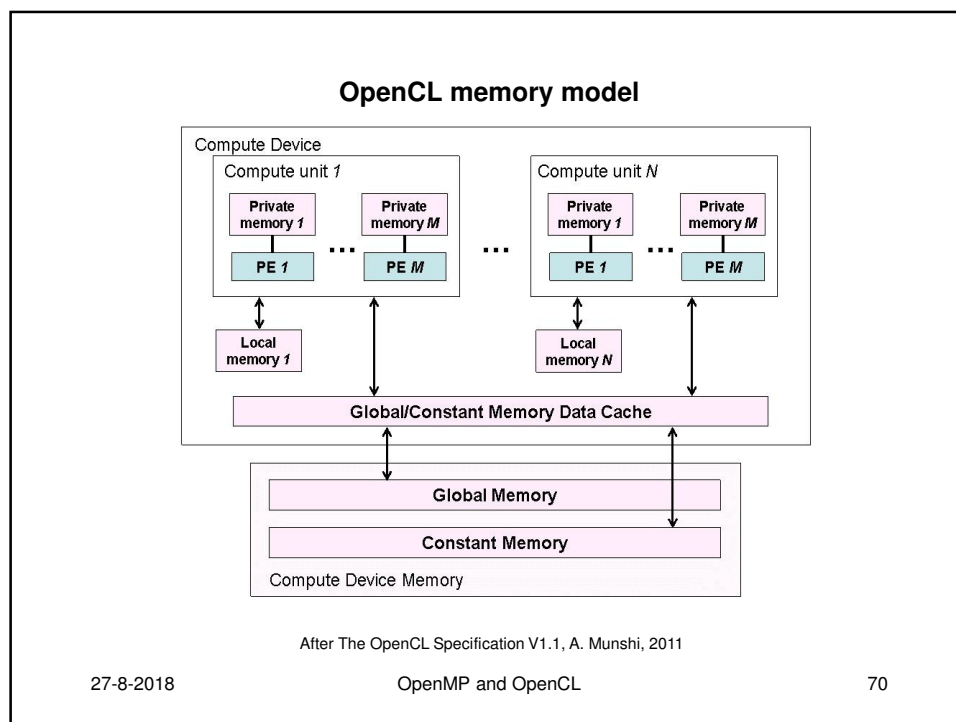 OpenCL memory model
Compute Device
Compute unit 1
Compute unit N
Private
memory 1
Private
memory M
Private
memory 1
Private
memory M
...
...
...
PE 1
PE M
PE 1
PE M
Local
memory 1
Local
memory N
Global/Constant Memory Data Cache
Global Memory
Constant Memory
Compute Device Memory
After The OpenCL Specification V1.1, A. Munshi, 2011
27-8-2018
OpenMP and OpenCL
70